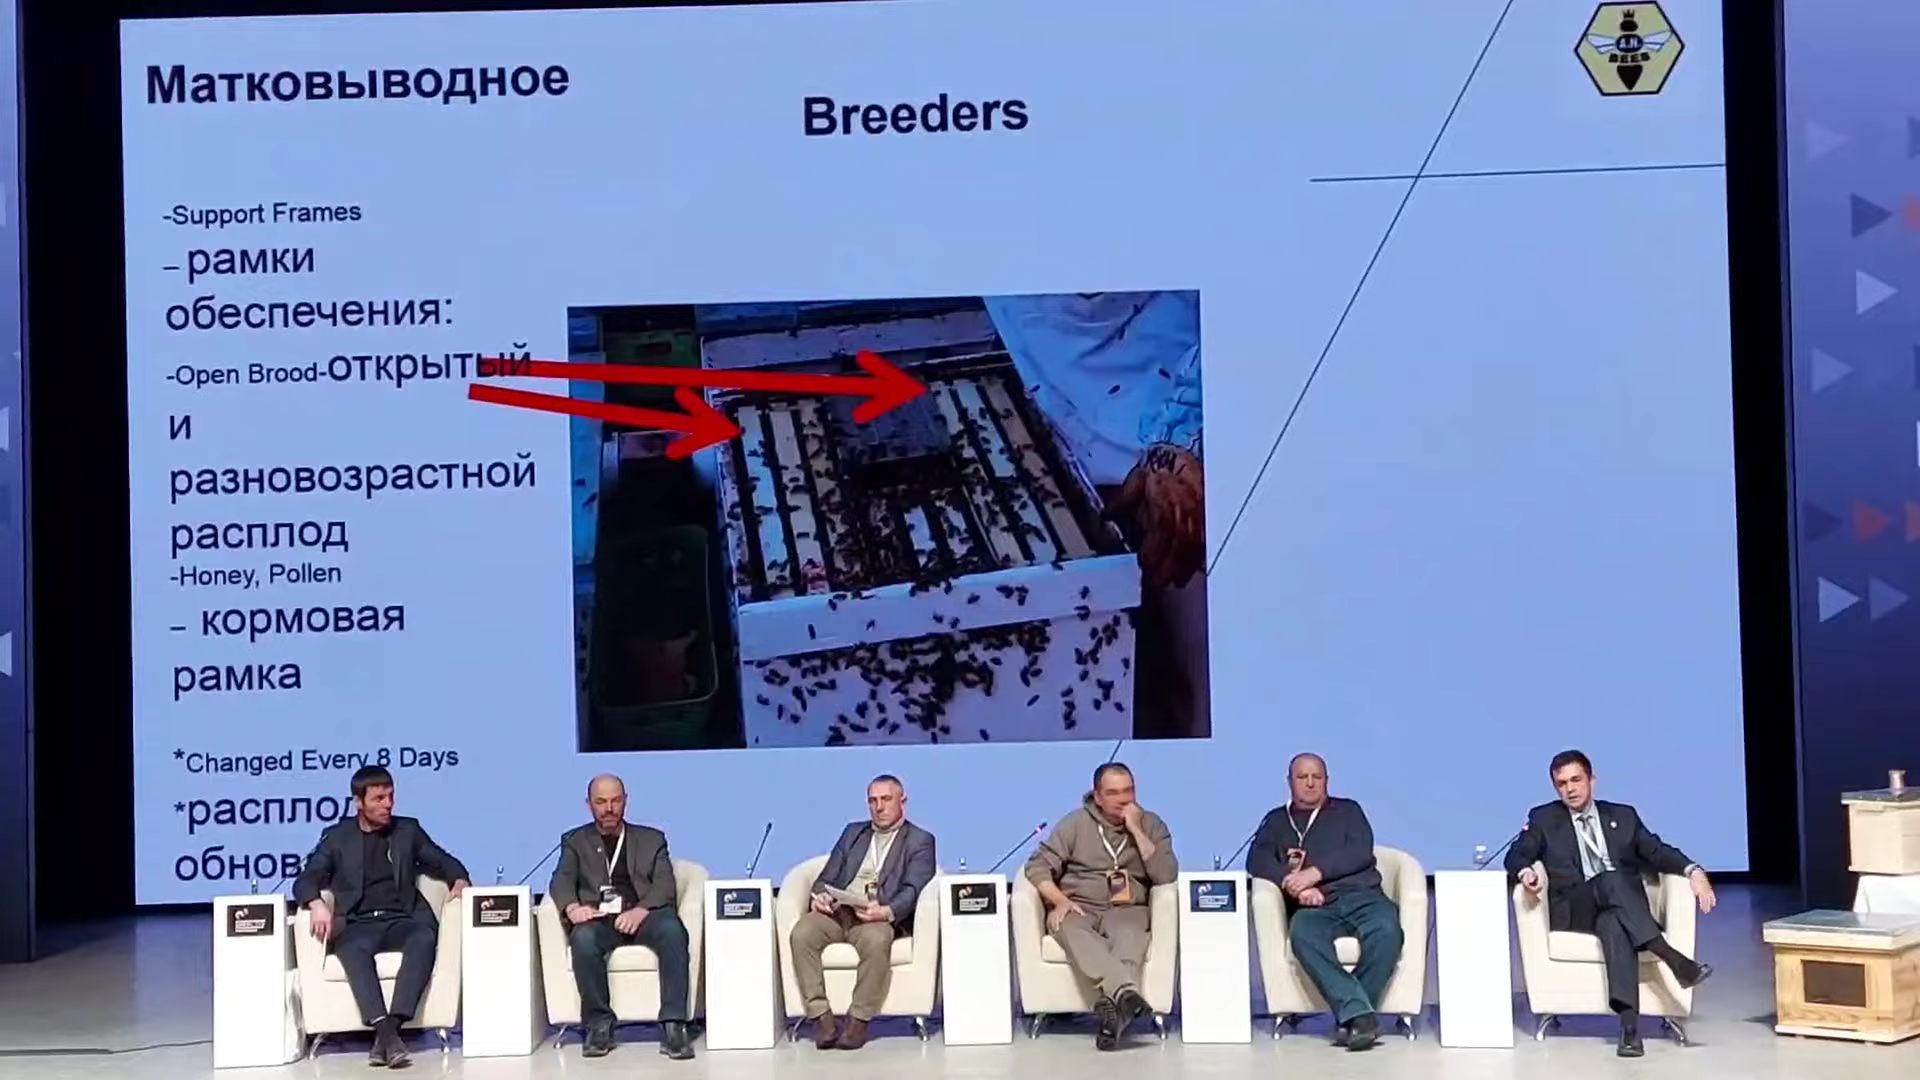 Матковыводное
Breeders
A.N.
BEES
-Support Frames
– рамки
обеспечения:
-Open Brood-открытый
и
разновозрастной
расплод
-Honey, Pollen
– кормовая
рамка
*Changed Every 8 Days
*расплод